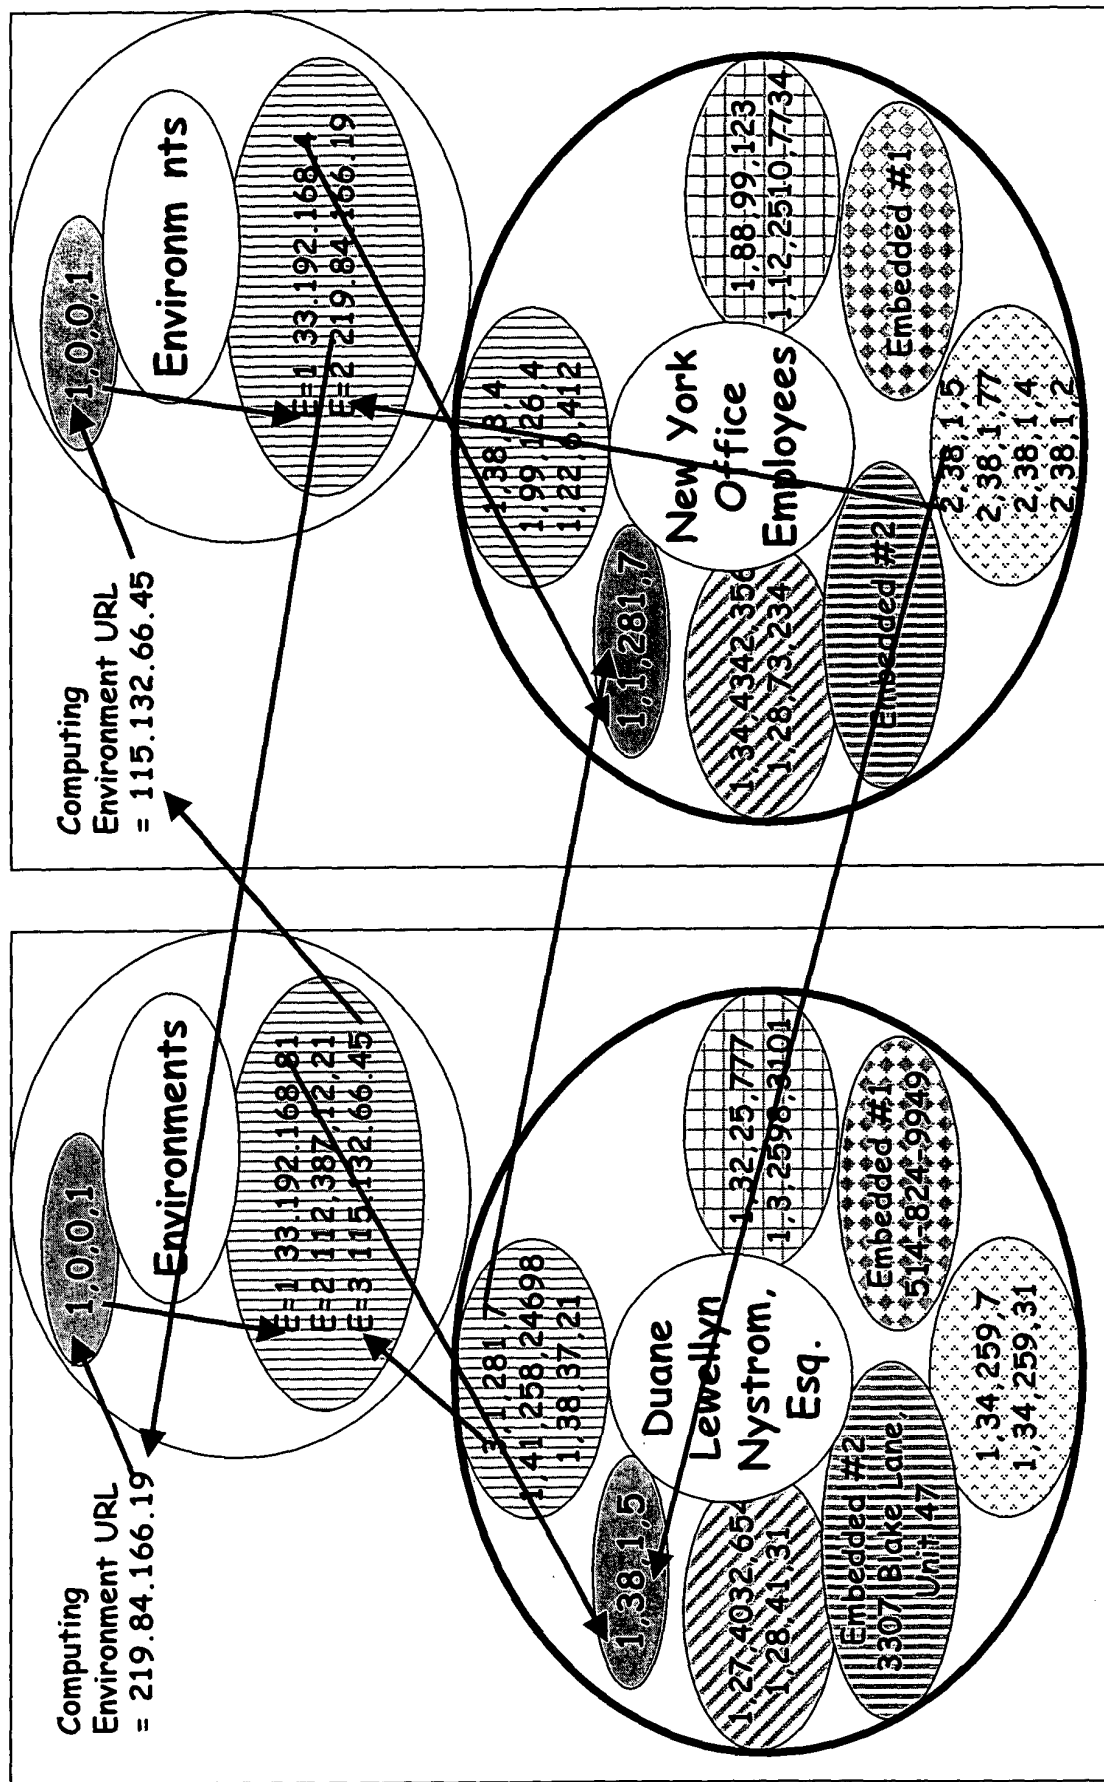 Computing
Environment URL
= 219.84.166.19
1,0,0,1
Environments
E=1 33.192.168.81
E=2 112,387,12,21
E=3 115.132.66.45
3,1,281,7
1,41,258,24698
1,38,37,21
1,38,1,5
Duane
Lewellyn
Nystrom,
Esq.
1,32,25,777
1,3,2598,3101
1,27,4032,654
1,28,41,31
Embedded #2
3307 Blake Lane,
Unit 47
Embedded #1
514-824-9949
1,34,259,7
1,34,259,31
Computing
Environment URL
= 115.132.66.45
1,0,0,1
Environm nts
E=1 33.192.168.4
E=2 219.84.166.19
1,38,3,4
1,99,126,4
1,22,6,412
1,1,281,7
New York
Office
Employees
1,88,99,123
1,12,2510,7734
1,34,4342,356
1,28,73,234
Embedded #2
Embedded #1
2,38,1,5
2,38,1,77
2,38,1,4
2,38,1,2